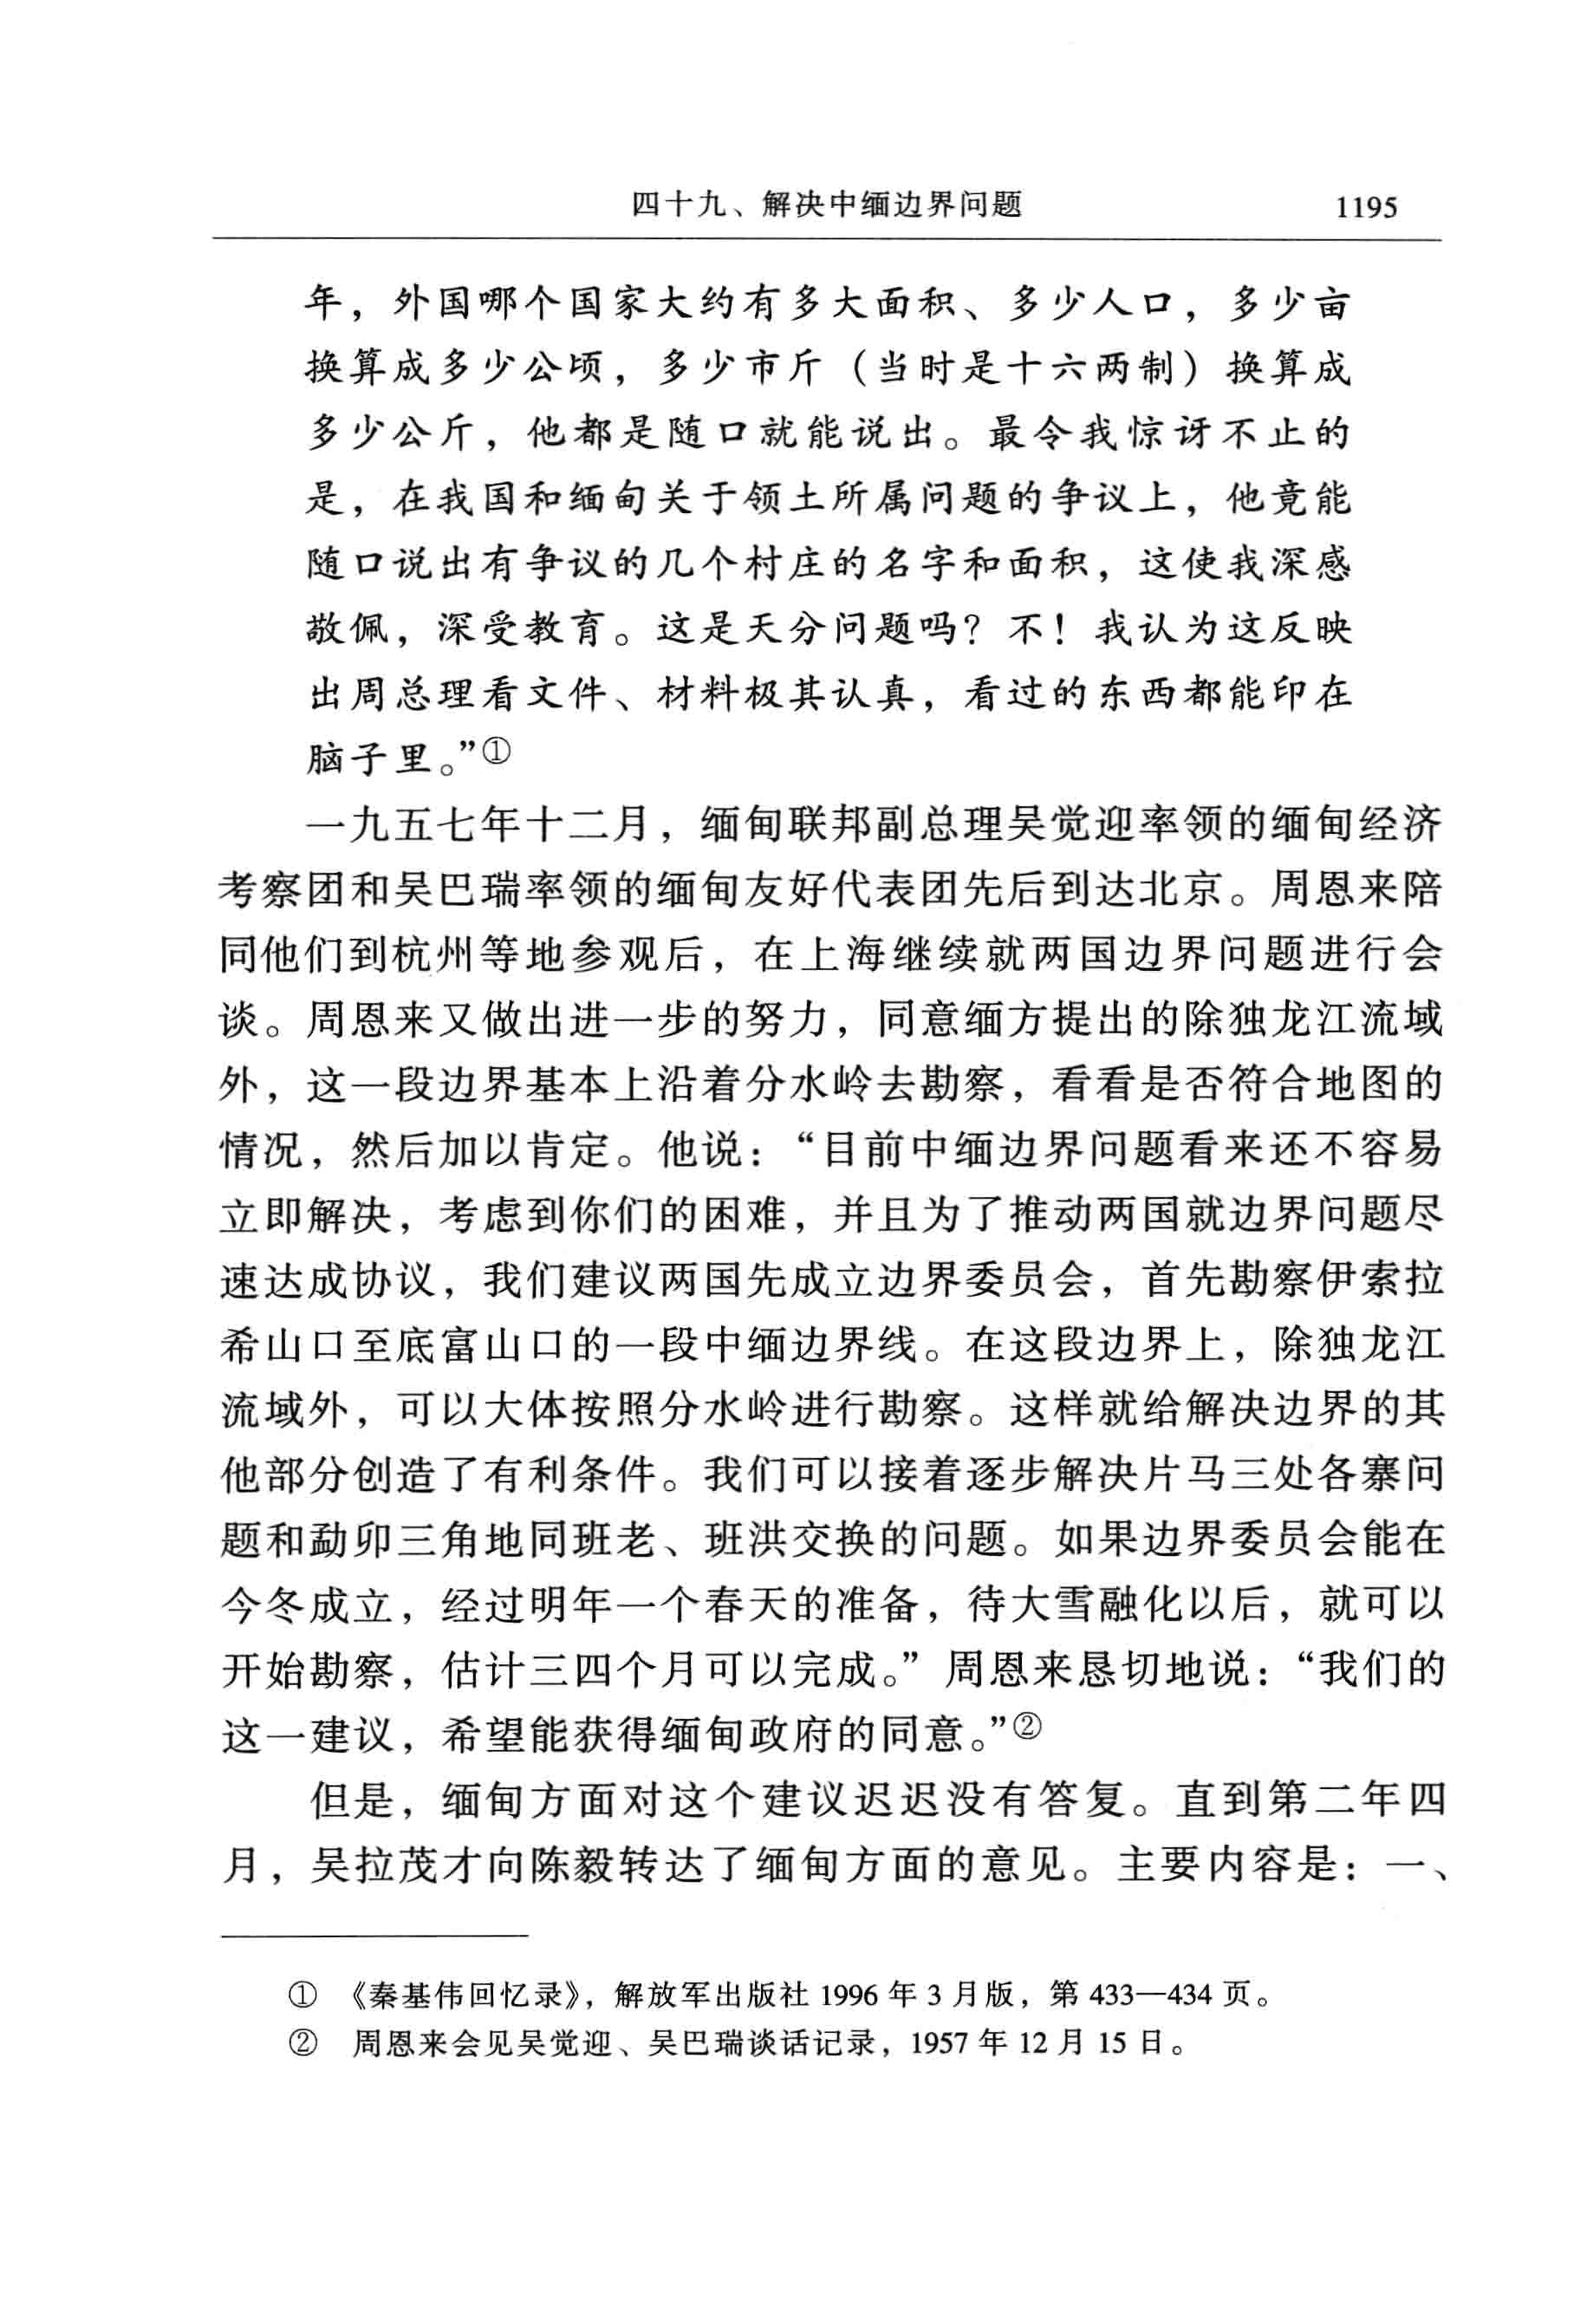 四十九、解决中缅边界问题 1195
年，外国哪个国家大约有多大面积、多少人口，多少亩
换算成多少公顷，多少市斤（当时是十六两制）换算成
多少公斤，他都是随口就能说出。最令我惊讶不止的
是，在我国和缅甸关于领土所属问题的争议上，他竟能
随口说出有争议的几个村庄的名字和面积，这使我深感
敬佩，深受教育。这是天分问题吗？不！我认为这反映
出周总理看文件、材料极其认真，看过的东西都能印在
脑子里。”①
一九五七年十二月，缅甸联邦副总理吴觉迎率领的缅甸经济
考察团和吴巴瑞率领的缅甸友好代表团先后到达北京。周恩来陪
同他们到杭州等地参观后，在上海继续就两国边界问题进行会
谈。周恩来又做出进一步的努力，同意缅方提出的除独龙江流域
外，这一段边界基本上沿着分水岭去勘察，看看是否符合地图的
情况，然后加以肯定。他说：“目前中缅边界问题看来还不容易
立即解决，考虑到你们的困难，并且为了推动两国就边界问题尽
速达成协议，我们建议两国先成立边界委员会，首先勘察伊索拉
希山口至底富山口的一段中缅边界线。在这段边界上，除独龙江
流域外，可以大体按照分水岭进行勘察。这样就给解决边界的其
他部分创造了有利条件。我们可以接着逐步解决片马三处各寨问
题和勐卯三角地同班老、班洪交换的问题。如果边界委员会能在
今冬成立，经过明年一个春天的准备，待大雪融化以后，就可以
开始勘察，估计三四个月可以完成。”周恩来恳切地说：“我们的
这一建议，希望能获得缅甸政府的同意。”②
但是，缅甸方面对这个建议迟迟没有答复。直到第二年四
月，吴拉茂才向陈毅转达了缅甸方面的意见。主要内容是：一、
① 《秦基伟回忆录》，解放军出版社 1996 年 3 月版，第 433—434 页。
② 周恩来会见吴觉迎、吴巴瑞谈话记录，1957 年 12 月 15 日。